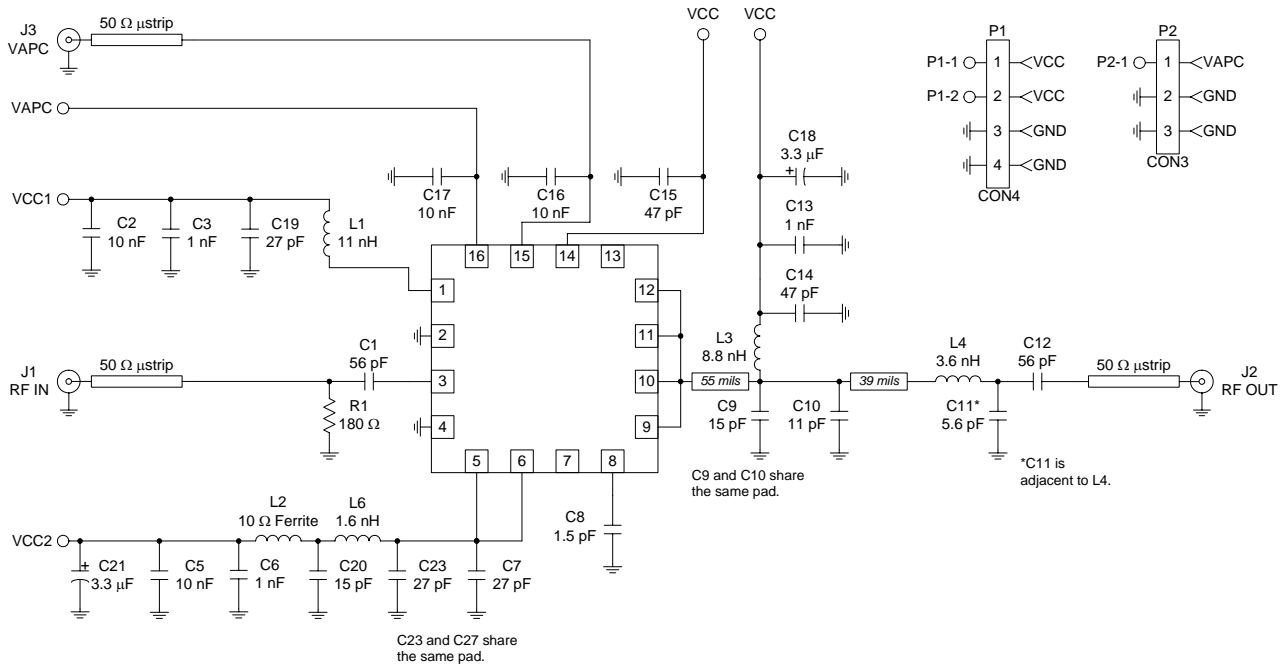 J3
VAPC
50 Ω µstrip
VCC
VCC
P1
P1-1
1
VCC
P1-2
2
VCC
3
GND
4
GND
CON4
P2
P2-1
1
VAPC
2
GND
3
GND
CON3
VAPC
VCC1
C2
10 nF
C3
1 nF
C19
27 pF
L1
11 nH
C17
10 nF
C16
10 nF
C15
47 pF
C18
3.3 µF
+
C13
1 nF
C14
47 pF
16
15
14
13
1
2
3
4
12
11
10
9
5
6
7
8
J1
RF IN
50 Ω µstrip
C1
56 pF
R1
180 Ω
L3
8.8 nH
55 mils
C9
15 pF
C10
11 pF
39 mils
L4
3.6 nH
C11*
5.6 pF
C12
56 pF
50 Ω µstrip
J2
RF OUT
C9 and C10 share
the same pad.
*C11 is
adjacent to L4.
VCC2
+
C21
3.3 µF
C5
10 nF
C6
1 nF
L2
10 Ω Ferrite
L6
1.6 nH
C20
15 pF
C23
27 pF
C7
27 pF
C8
1.5 pF
C23 and C27 share
the same pad.